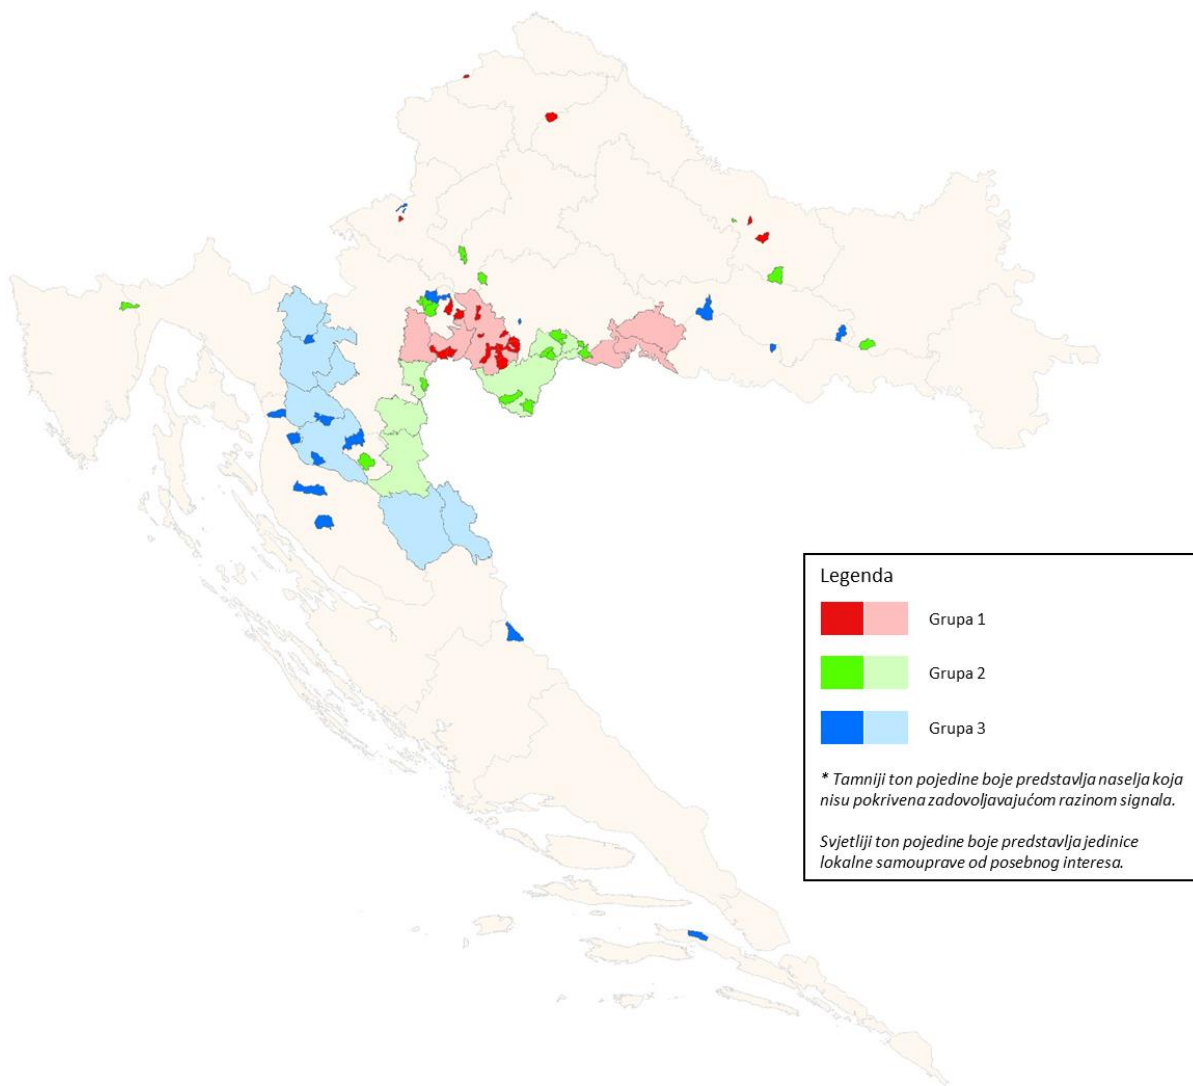 Legenda
Grupa 1
Grupa 2
Grupa 3
* Tamniji ton pojedine boje predstavlja naselja koja
nisu pokrivena zadovoljavajućom razinom signala.
Svjetliji ton pojedine boje predstavlja jedinice
lokalne samouprave od posebnog interesa.